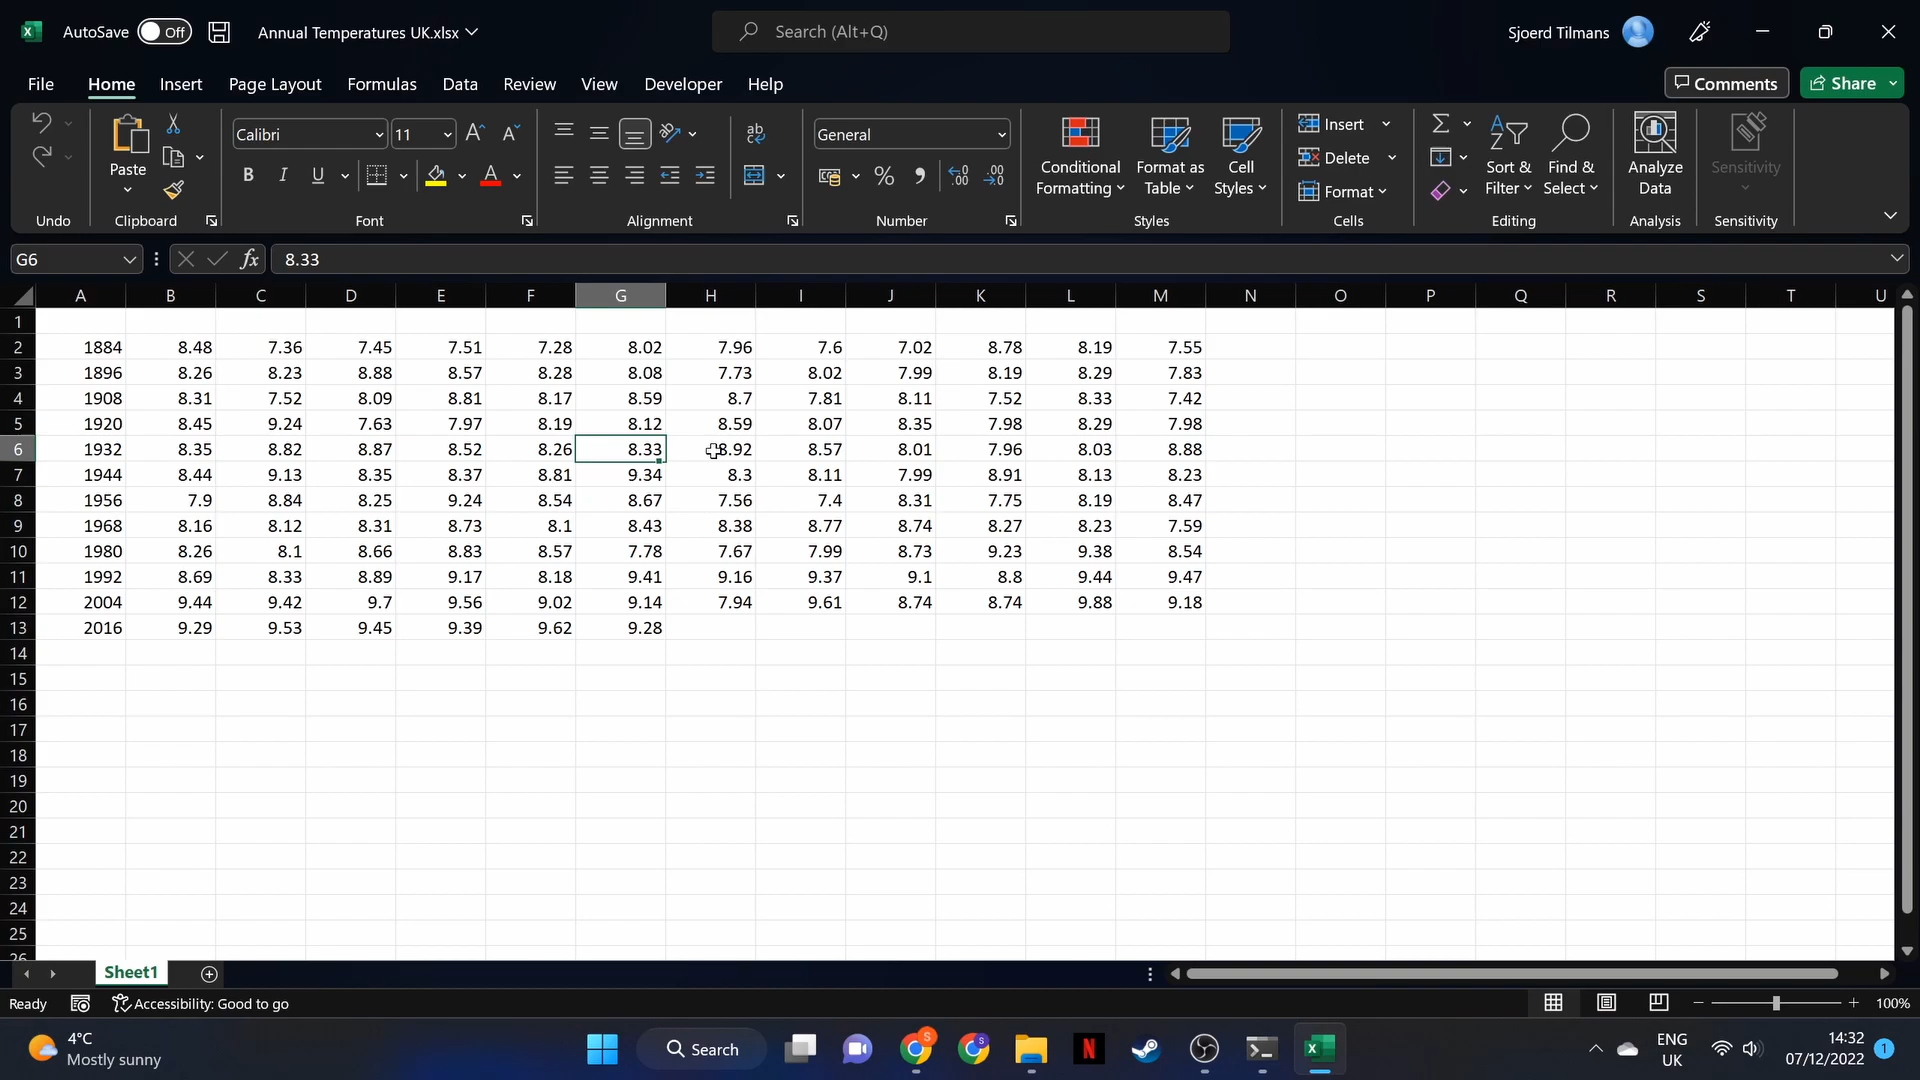 AutoSave Off Annual Temperatures UK.xlsx Search (Alt+Q) Sjoerd Tilmans
File Home Insert Page Layout Formulas Data Review View Developer Help Comments Share
Paste Calibri 11 General Conditional Formatting Format as Table Cell Styles Insert Delete Format Sort & Filter Find & Select Analyze Data Sensitivity
Undo Clipboard Font Alignment Number Styles Cells Editing Analysis Sensitivity
G6 fx 8.33
A B C D E F G H I J K L M N O P Q R S T U
1
2 1884 8.48 7.36 7.45 7.51 7.28 8.02 7.96 7.6 7.02 8.78 8.19 7.55
3 1896 8.26 8.23 8.88 8.57 8.28 8.08 7.73 8.02 7.99 8.19 8.29 7.83
4 1908 8.31 7.52 8.09 8.81 8.17 8.59 8.7 7.81 8.11 7.52 8.33 7.42
5 1920 8.45 9.24 7.63 7.97 8.19 8.12 8.59 8.07 8.35 7.98 8.29 7.98
6 1932 8.35 8.82 8.87 8.52 8.26 8.33 8.92 8.57 8.01 7.96 8.03 8.88
7 1944 8.44 9.13 8.35 8.37 8.81 9.34 8.3 8.11 7.99 8.91 8.13 8.23
8 1956 7.9 8.84 8.25 9.24 8.54 8.67 7.56 7.4 8.31 7.75 8.19 8.47
9 1968 8.16 8.12 8.31 8.73 8.1 8.43 8.38 8.77 8.74 8.27 8.23 7.59
10 1980 8.26 8.1 8.66 8.83 8.57 7.78 7.67 7.99 8.73 9.23 9.38 8.54
11 1992 8.69 8.33 8.89 9.17 8.18 9.41 9.16 9.37 9.1 8.8 9.44 9.47
12 2004 9.44 9.42 9.7 9.56 9.02 9.14 7.94 9.61 8.74 8.74 9.88 9.18
13 2016 9.29 9.53 9.45 9.39 9.62 9.28
14
15
16
17
18
19
20
21
22
23
24
25
26
Sheet1
Ready Accessibility: Good to go 100%
4°C
Mostly sunny
Search
ENG
UK
14:32
07/12/2022
1